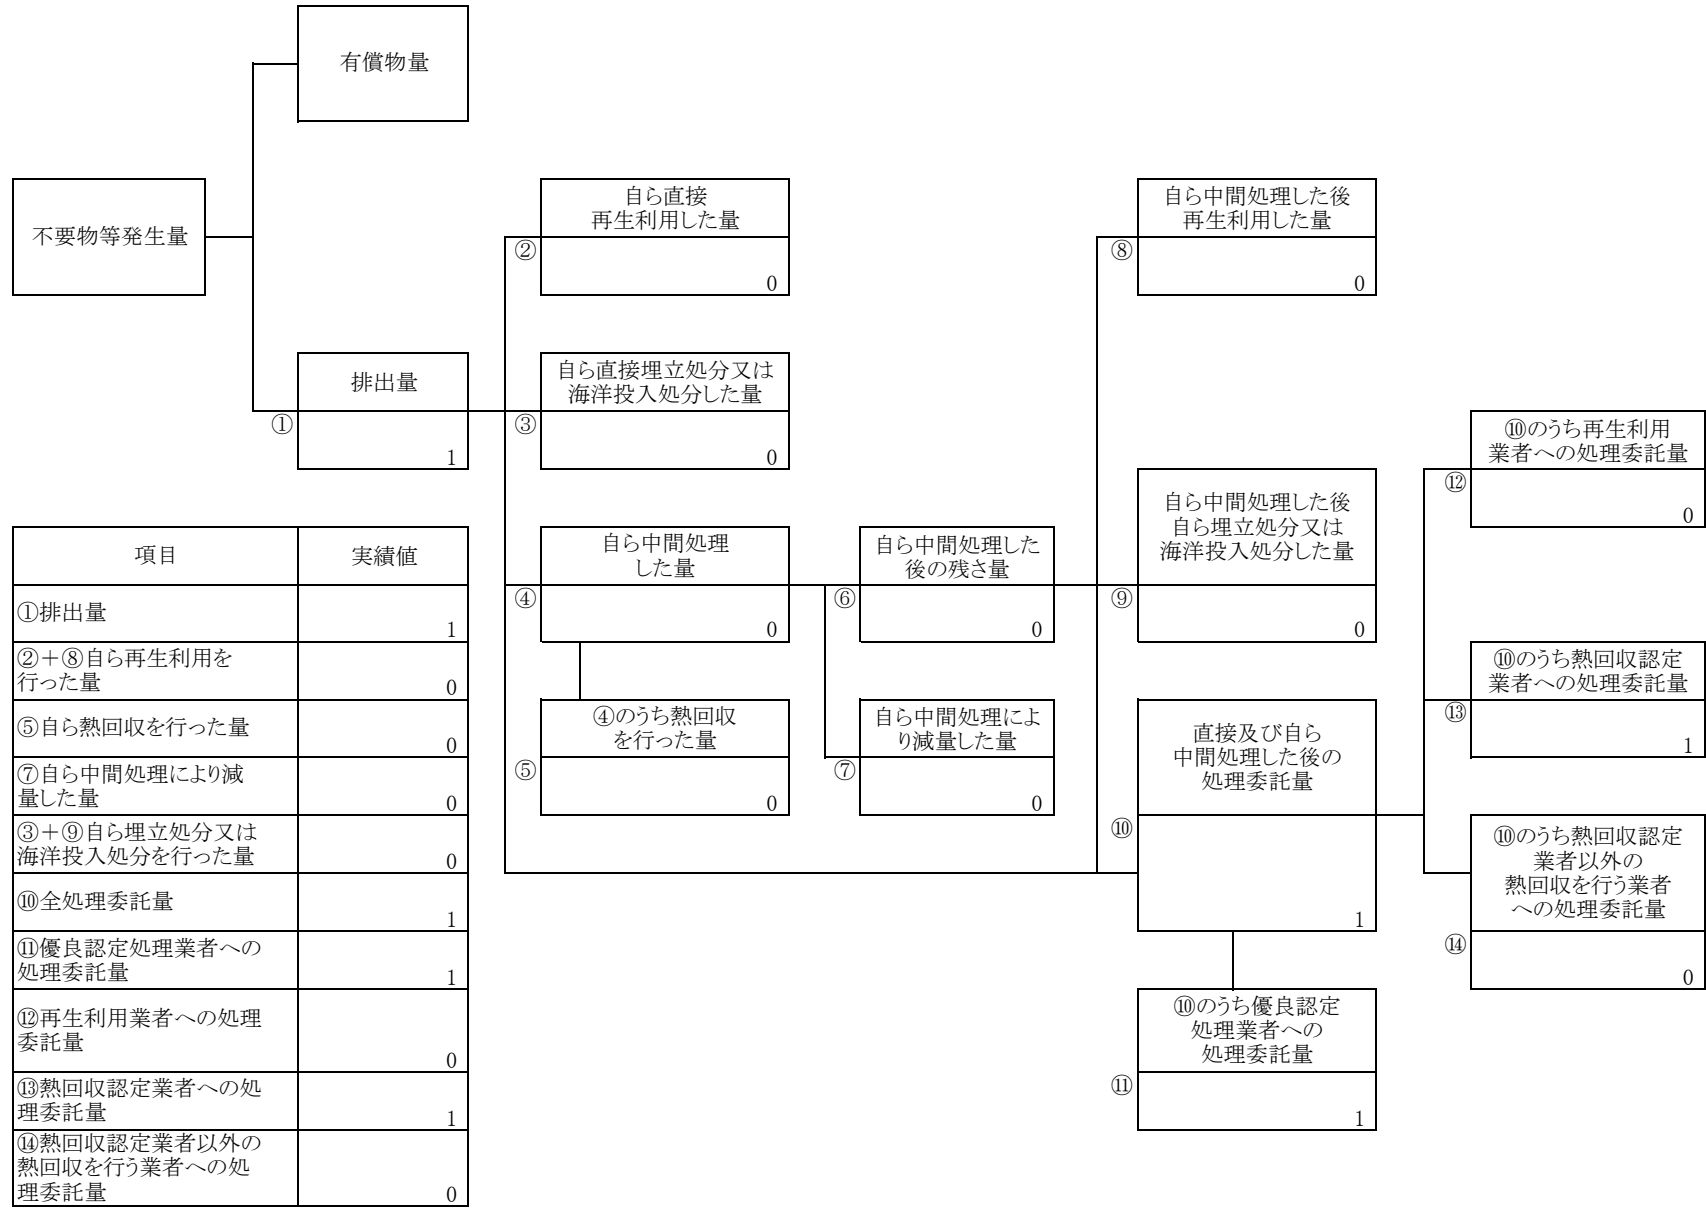 有償物量
不要物等発生量
自ら直接
再生利用した量
②
0
自ら中間処理した後
再生利用した量
⑧
0
排出量
①
1
自ら直接埋立処分又は
海洋投入処分した量
③
0
⑩のうち再生利用
業者への処理委託量
⑫
0
自ら中間処理した後
自ら埋立処分又は
海洋投入処分した量
⑨
0
自ら中間処理
した量
④
0
自ら中間処理した
後の残さ量
⑥
0
⑩のうち熱回収認定
業者への処理委託量
⑬
1
④のうち熱回収
を行った量
⑤
0
自ら中間処理によ
り減量した量
⑦
0
直接及び自ら
中間処理した後の
処理委託量
⑩
1
⑩のうち熱回収認定
業者以外の
熱回収を行う業者
への処理委託量
⑭
0
⑩のうち優良認定
処理業者への
処理委託量
⑪
1
項目 実績値
①排出量
1
②+⑧自ら再生利用を
行った量 0
⑤自ら熱回収を行った量
0
⑦自ら中間処理により減
量した量 0
③+⑨自ら埋立処分又は
海洋投入処分を行った量 0
⑩全処理委託量
1
⑪優良認定処理業者への
処理委託量 1
⑫再生利用業者への処理
委託量
0
⑬熱回収認定業者への処
理委託量 1
⑭熱回収認定業者以外の
熱回収を行う業者への処
理委託量 0